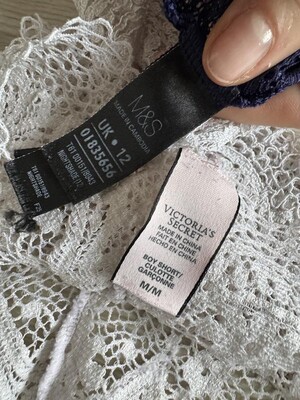 M&S
MADE IN CAMBODIA
UK • 12
01835656
VICTORIA'S
SECRET
MADE IN CHINA
FAIT EN CHINE
HECHO EN CHINA
BOY SHORT/
CULOTTE
GARÇONNE
M/M